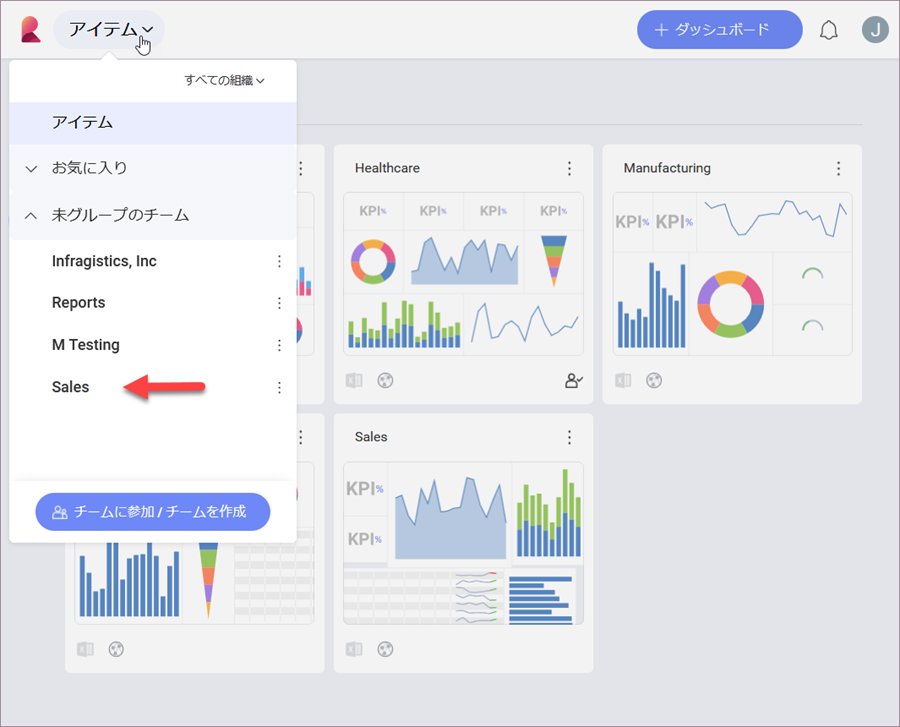 アイテム
+ ダッシュボード
J
すべての組織
アイテム
お気に入り
未グループのチーム
Infragistics, Inc
Reports
M Testing
Sales
チームに参加 / チームを作成
Healthcare
KPI% KPI% KPI% KPI%
Manufacturing
KPI% KPI%
Sales
KPI%
KPI%